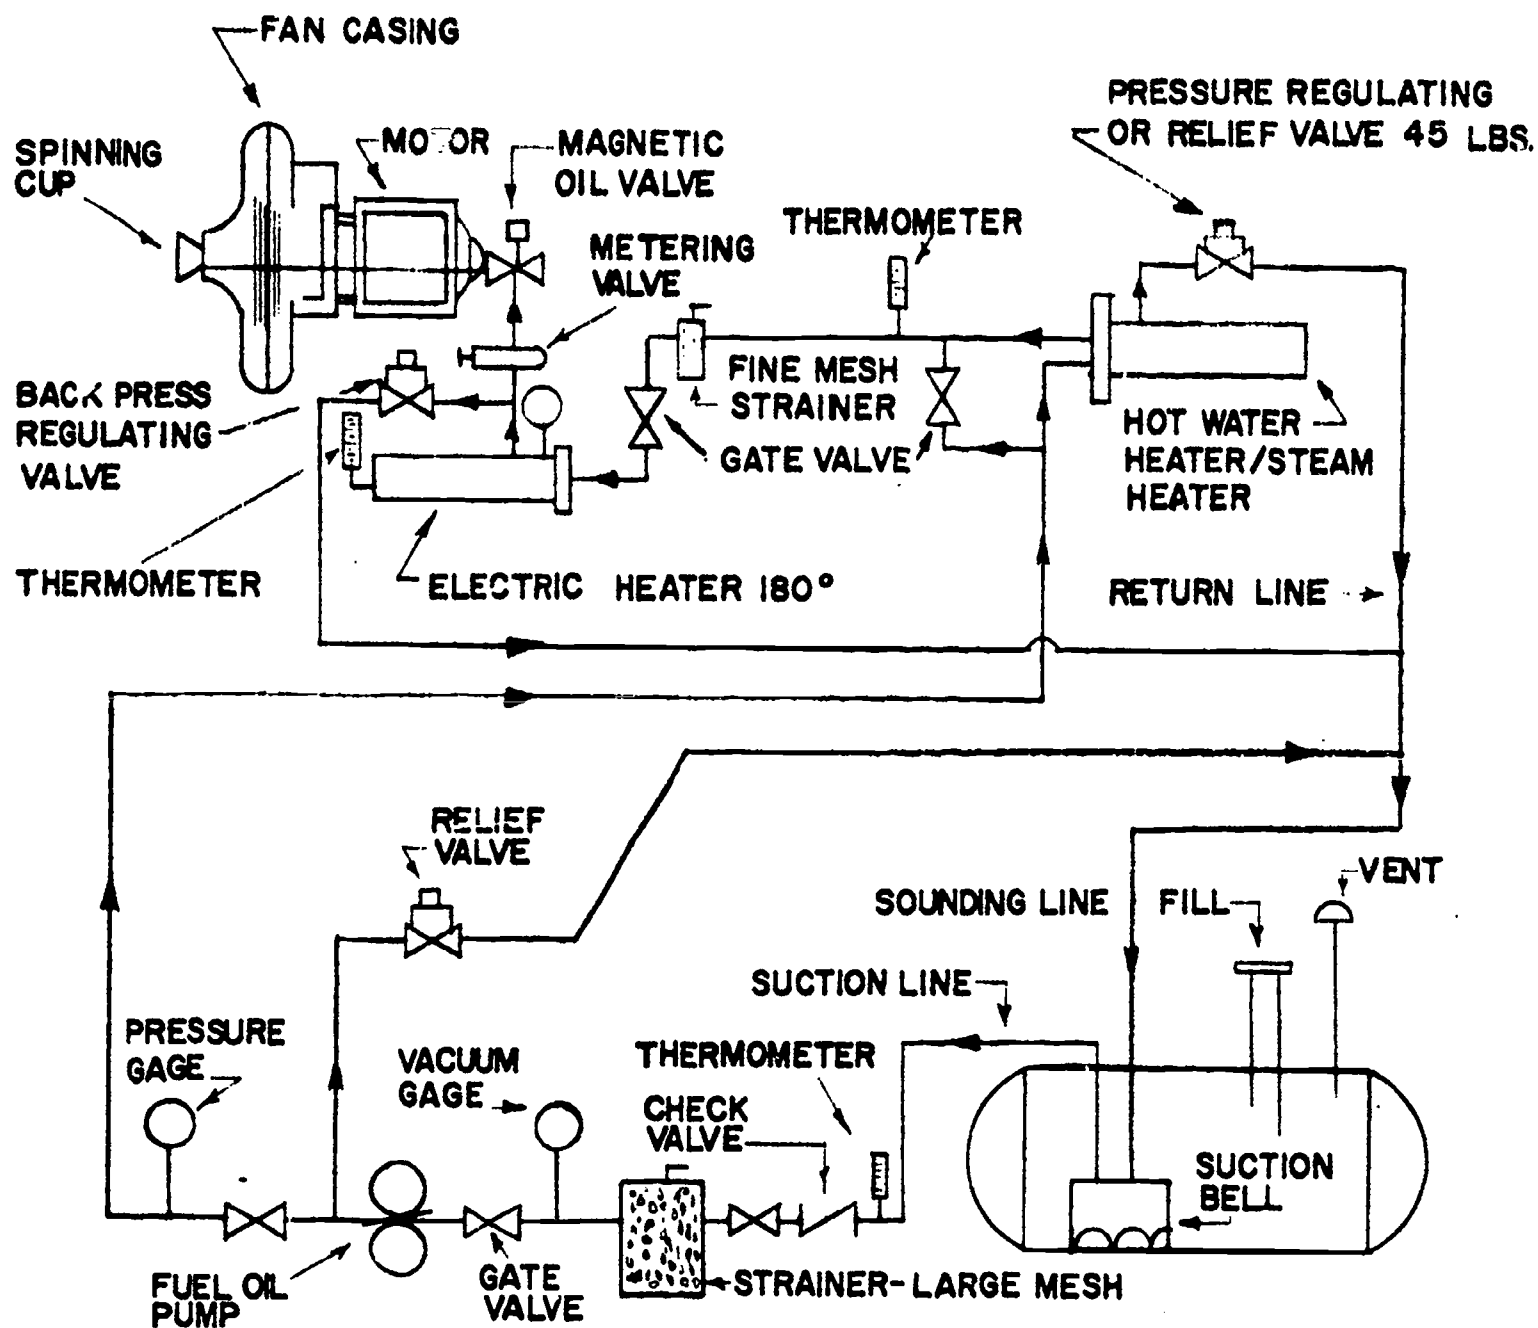 FAN CASING
PRESSURE REGULATING
OR RELIEF VALVE 45 LBS.
SPINNING
CUP
MOTOR
MAGNETIC
OIL VALVE
THERMOMETER
METERING
VALVE
BACK PRESS
REGULATING
VALVE
FINE MESH
STRAINER
GATE VALVE
HOT WATER
HEATER/STEAM
HEATER
THERMOMETER
ELECTRIC HEATER 180°
RETURN LINE
RELIEF
VALVE
VENT
SOUNDING LINE
FILL
SUCTION LINE
PRESSURE
GAGE
VACUUM
GAGE
THERMOMETER
CHECK
VALVE
SUCTION
BELL
FUEL OIL
PUMP
GATE
VALVE
STRAINER-LARGE MESH